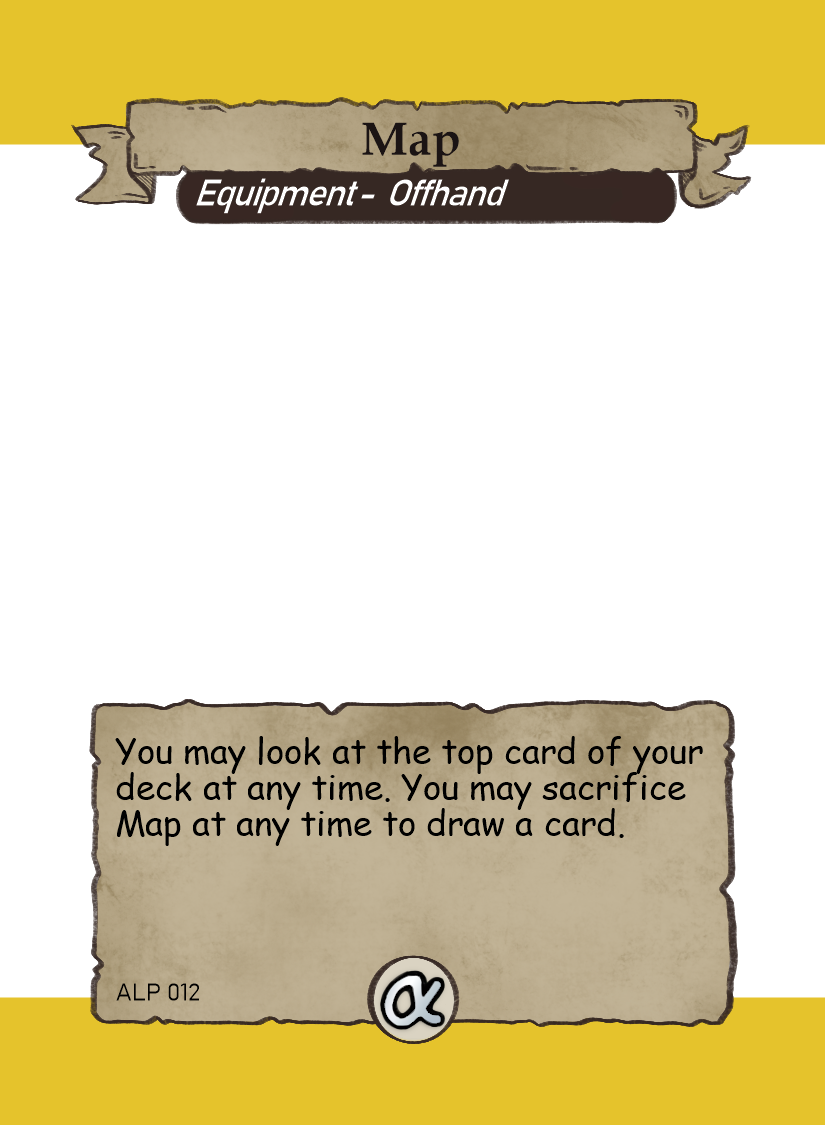 Map
Equipment - Offhand
You may look at the top card of your
deck at any time. You may sacrifice
Map at any time to draw a card.
ALP 012
α